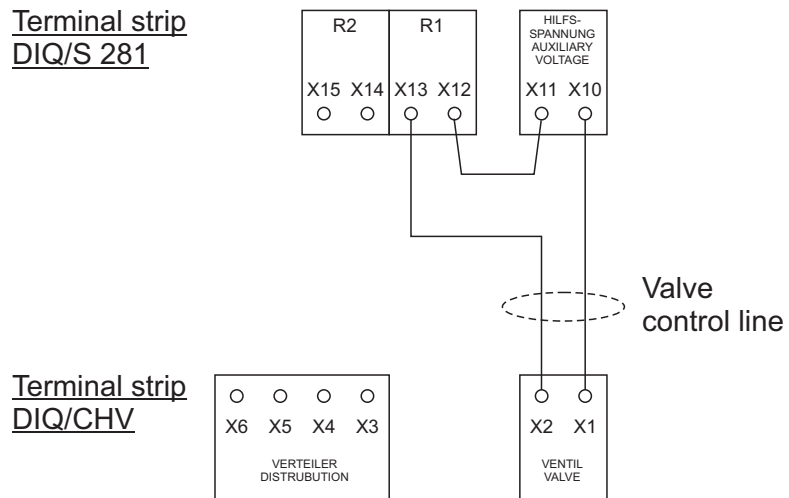 Terminal strip
DIQ/S 281
R2 R1
HILFS-
SPANNUNG
AUXILIARY
VOLTAGE
X15 X14 X13 X12 X11 X10
Valve
control line
Terminal strip
DIQ/CHV
X6 X5 X4 X3 X2 X1
VERTEILER
DISTRUBUTION
VENTIL
VALVE